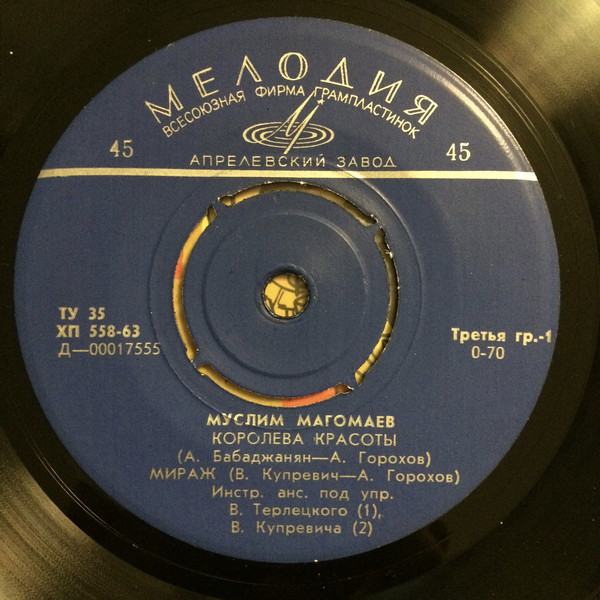 МЕЛОДИЯ
ВСЕСОЮЗНАЯ ФИРМА ГРАМПЛАСТИНОК
45 45
АПРЕЛЕВСКИЙ ЗАВОД
ТУ 35
ХП 558-63
Д—00017555
Третья гр.-1
0-70
МУСЛИМ МАГОМАЕВ
КОРОЛЕВА КРАСОТЫ
(А. Бабаджанян—А. Горохов)
МИРАЖ (В. Купревич—А. Горохов)
Инстр. анс. под упр.
В. Терлецкого (1),
В. Купревича (2)